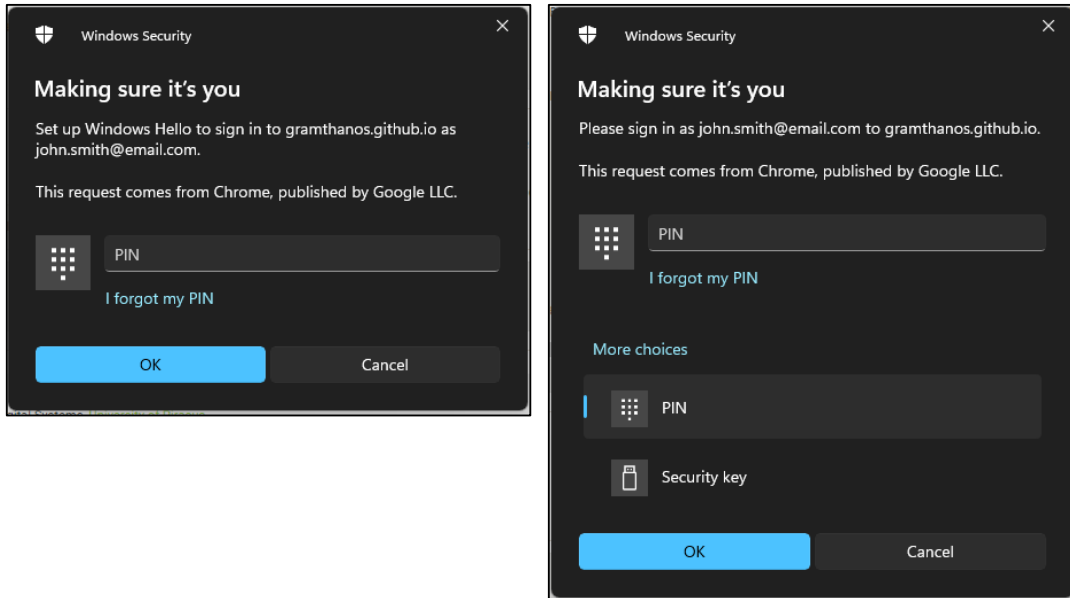 Windows Security
Making sure it's you
Set up Windows Hello to sign in to gramthanos.github.io as
john.smith@email.com.
This request comes from Chrome, published by Google LLC.
PIN
I forgot my PIN
OK
Cancel
Windows Security
Making sure it's you
Please sign in as john.smith@email.com to gramthanos.github.io.
This request comes from Chrome, published by Google LLC.
PIN
I forgot my PIN
More choices
PIN
Security key
OK
Cancel